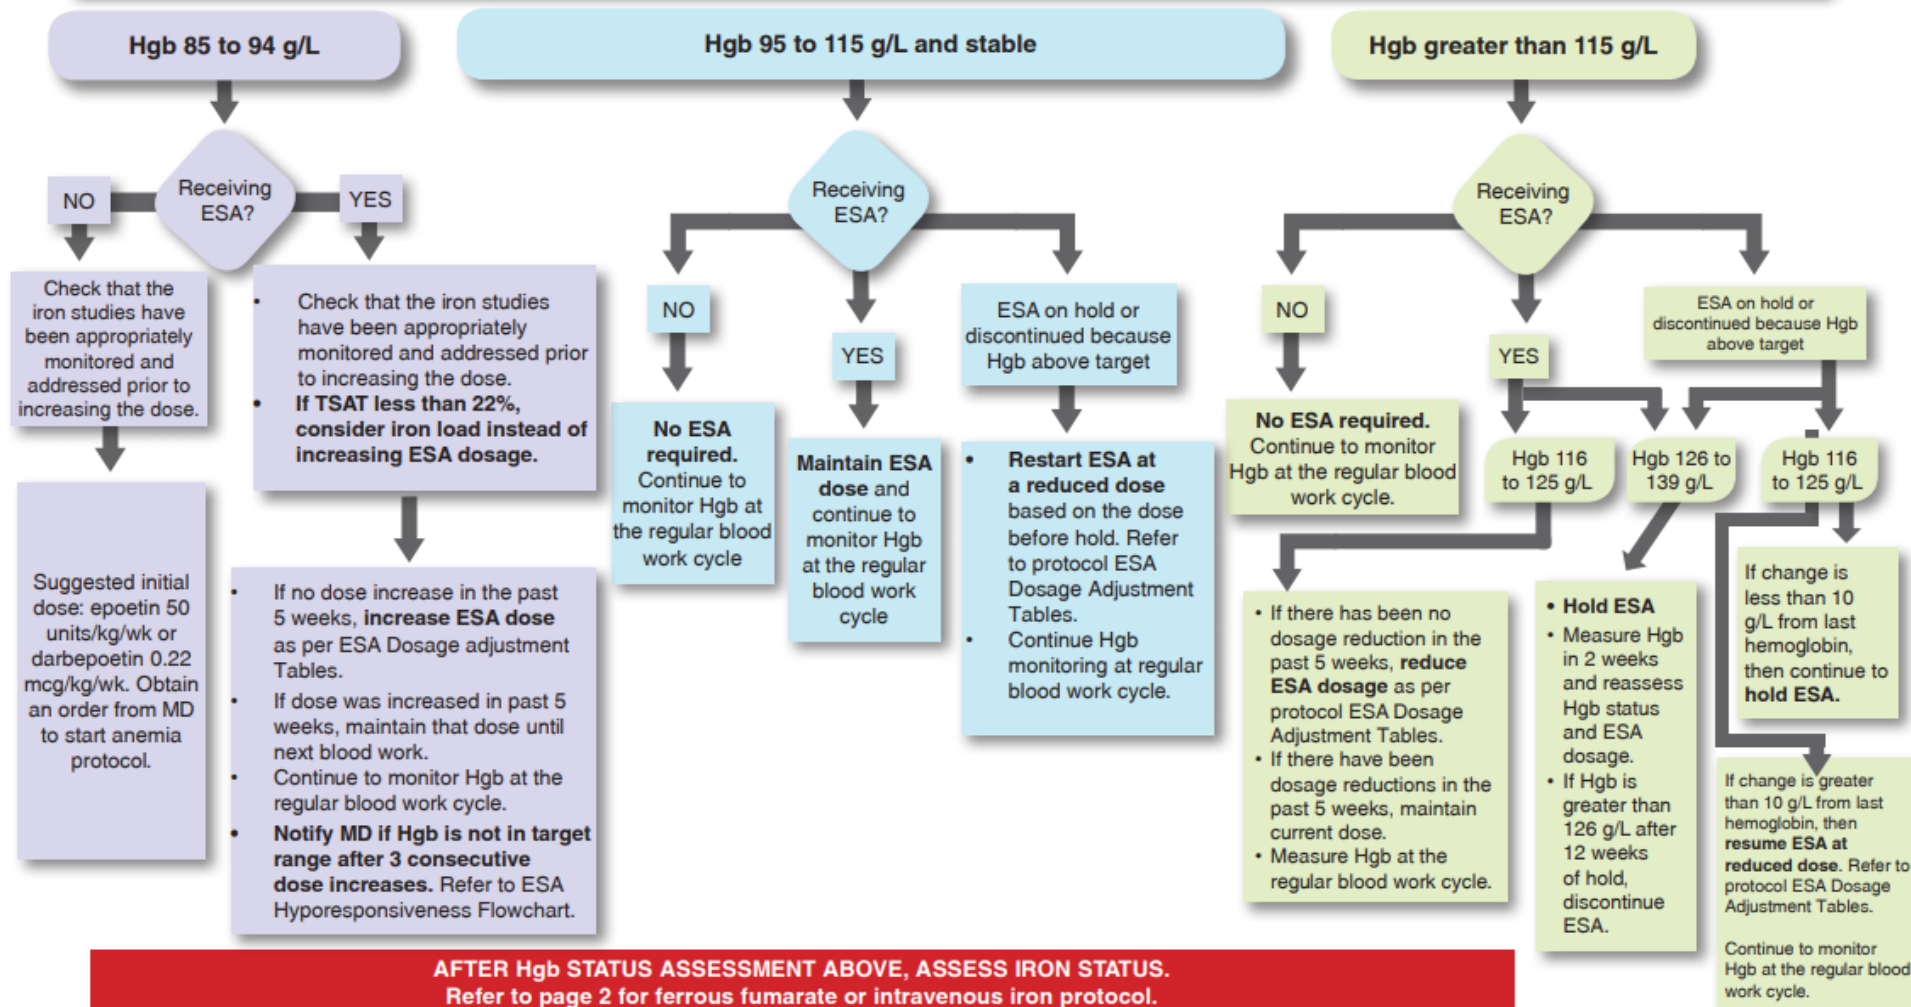 Hgb 85 to 94 g/L
Hgb 95 to 115 g/L and stable
Hgb greater than 115 g/L
Receiving
ESA?
NO
YES
Check that the
iron studies have
been appropriately
monitored and
addressed prior to
increasing the dose.
Suggested initial
dose: epoetin 50
units/kg/wk or
darbepoetin 0.22
mcg/kg/wk. Obtain
an order from MD
to start anemia
protocol.
• Check that the iron studies
have been appropriately
monitored and addressed prior
to increasing the dose.
• If TSAT less than 22%,
consider iron load instead of
increasing ESA dosage.
• If no dose increase in the past
5 weeks, increase ESA dose
as per ESA Dosage adjustment
Tables.
• If dose was increased in past 5
weeks, maintain that dose until
next blood work.
• Continue to monitor Hgb at the
regular blood work cycle.
• Notify MD if Hgb is not in target
range after 3 consecutive
dose increases. Refer to ESA
Hyporesponsiveness Flowchart.
Receiving
ESA?
NO
YES
ESA on hold or
discontinued because
Hgb above target
No ESA
required.
Continue to
monitor Hgb at
the regular blood
work cycle
Maintain ESA
dose and
continue to
monitor Hgb
at the regular
blood work
cycle
• Restart ESA at
a reduced dose
based on the dose
before hold. Refer
to protocol ESA
Dosage Adjustment
Tables.
• Continue Hgb
monitoring at regular
blood work cycle.
Receiving
ESA?
NO
YES
ESA on hold or
discontinued because Hgb
above target
No ESA required.
Continue to monitor
Hgb at the regular blood
work cycle.
Hgb 116
to 125 g/L
Hgb 126 to
139 g/L
Hgb 116
to 125 g/L
• If there has been no
dosage reduction in the
past 5 weeks, reduce
ESA dosage as per
protocol ESA Dosage
Adjustment Tables.
• If there have been
dosage reductions in the
past 5 weeks, maintain
current dose.
• Measure Hgb at the
regular blood work cycle.
• Hold ESA
• Measure Hgb
in 2 weeks
and reassess
Hgb status
and ESA
dosage.
• If Hgb is
greater than
126 g/L after
12 weeks
of hold,
discontinue
ESA.
If change is
less than 10
g/L from last
hemoglobin,
then continue to
hold ESA.
If change is greater
than 10 g/L from last
hemoglobin, then
resume ESA at
reduced dose. Refer to
protocol ESA Dosage
Adjustment Tables.
Continue to monitor
Hgb at the regular blood
work cycle.
AFTER Hgb STATUS ASSESSMENT ABOVE, ASSESS IRON STATUS.
Refer to page 2 for ferrous fumarate or intravenous iron protocol.